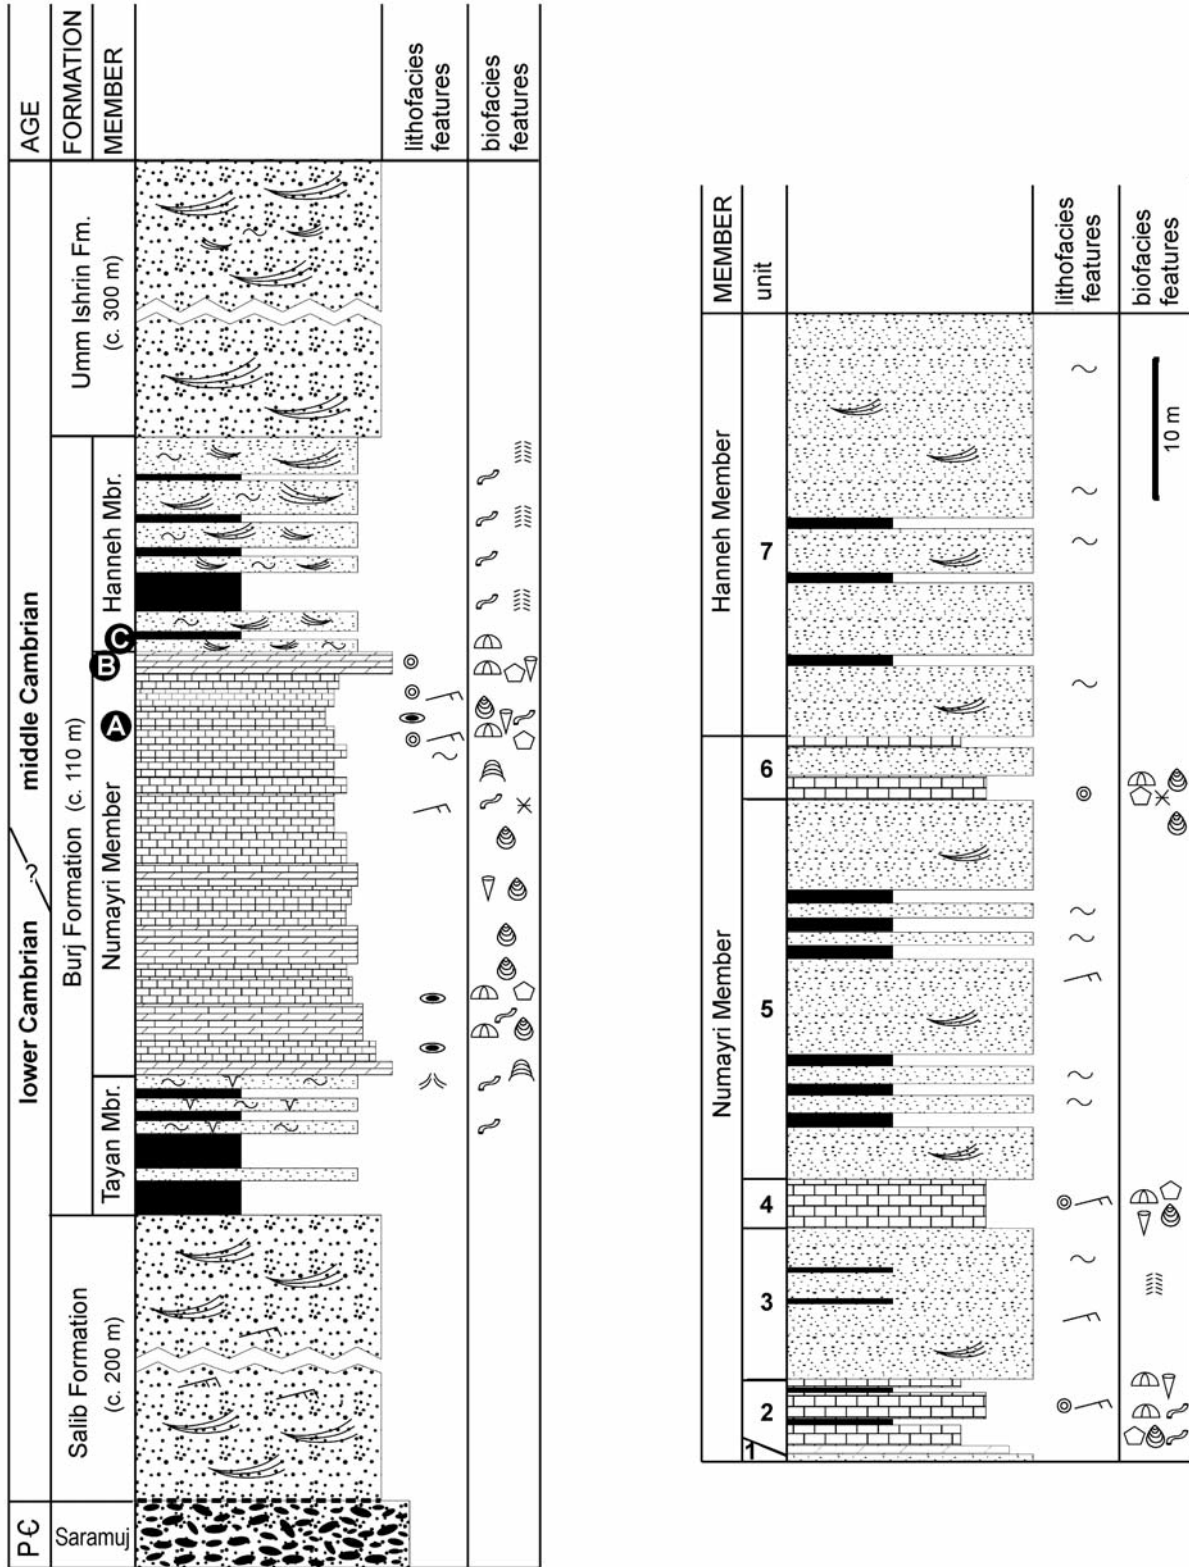 AGE
FORMATION
MEMBER
lithofacies
features
biofacies
features
Umm Ishrin Fm.
(c. 300 m)
middle Cambrian
?
lower Cambrian
Burj Formation (c. 110 m)
Hanneh Mbr.
C
B
A
Numayri Member
Tayan Mbr.
Salib Formation
(c. 200 m)
PЄ
Saramuj
MEMBER
unit
lithofacies
features
biofacies
features
Hanneh Member
7
10 m
Numayri Member
6
5
4
3
2
1